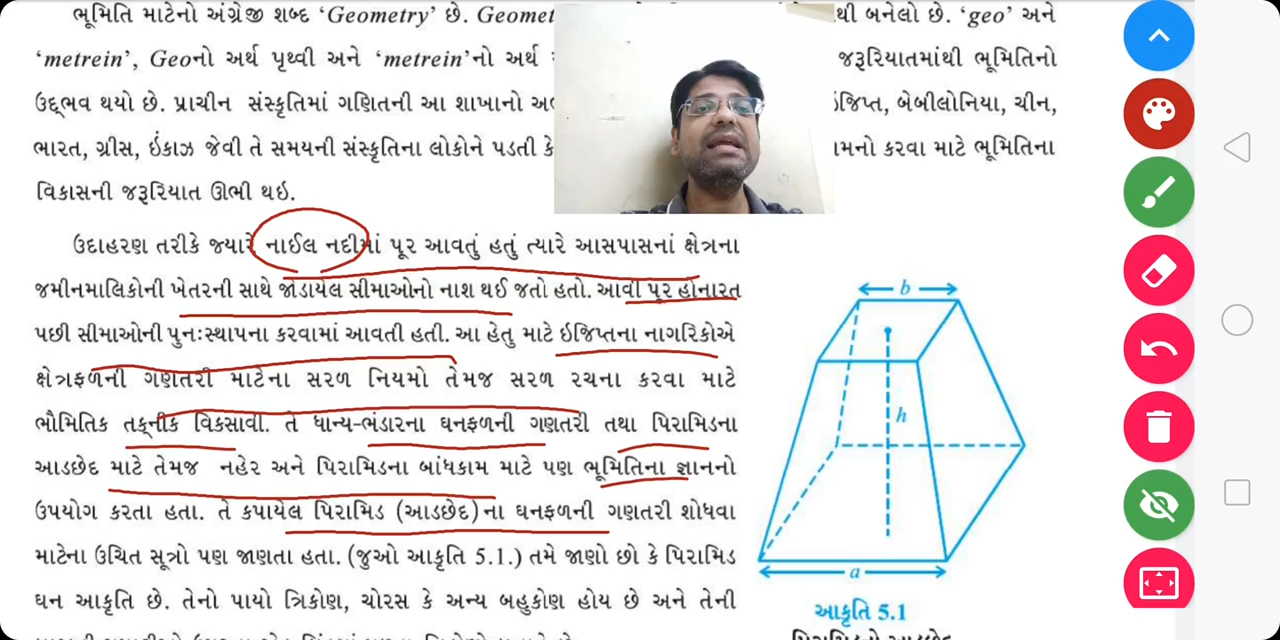 ભૂમિતિ માટેનો અંગ્રેજી શબ્દ ‘Geometry’ છે. Geomet થી બનેલો છે. ‘geo’ અને
‘metrein’, Geoનો અર્થ પૃથ્વી અને ‘metrein’નો અર્થ જરૂરિયાતમાંથી ભૂમિતિનો
ઉદ્ભવ થયો છે. પ્રાચીન સંસ્કૃતિમાં ગણિતની આ શાખાનો બેબીલોનિયા, ચીન,
ભારત, ગ્રીસ, ઇંકાઝ જેવી તે સમયની સંસ્કૃતિના લોકોને પડતી કરવા માટે ભૂમિતિના
વિકાસની જરૂરિયાત ઊભી થઇ.
ઉદાહરણ તરીકે જ્યારે નાઈલ નદીમાં પૂર આવતું હતું ત્યારે આસપાસનાં ક્ષેત્રના
જમીનમાલિકોની ખેતરની સાથે જોડાયેલ સીમાઓનો નાશ થઈ જતો હતો. આવી પૂર હોનારત
પછી સીમાઓની પુનઃસ્થાપના કરવામાં આવતી હતી. આ હેતુ માટે ઇજિપ્તના નાગરિકોએ
ક્ષેત્રફળની ગણતરી માટેના સરળ નિયમો તેમજ સરળ રચના કરવા માટે
ભૌમિતિક તક્નીક વિકસાવી. તે ધાન્ય-ભંડારના ઘનફળની ગણતરી તથા પિરામિડના
આડછેદ માટે તેમજ નહેર અને પિરામિડના બાંધકામ માટે પણ ભૂમિતિના જ્ઞાનનો
ઉપયોગ કરતા હતા. તે કપાયેલ પિરામિડ (આડછેદ)ના ઘનફળની ગણતરી શોધવા
માટેના ઉચિત સૂત્રો પણ જાણતા હતા. (જુઓ આકૃતિ 5.1.) તમે જાણો છો કે પિરામિડ
ઘન આકૃતિ છે. તેનો પાયો ત્રિકોણ, ચોરસ કે અન્ય બહુકોણ હોય છે અને તેની
b
h
a
આકૃતિ 5.1